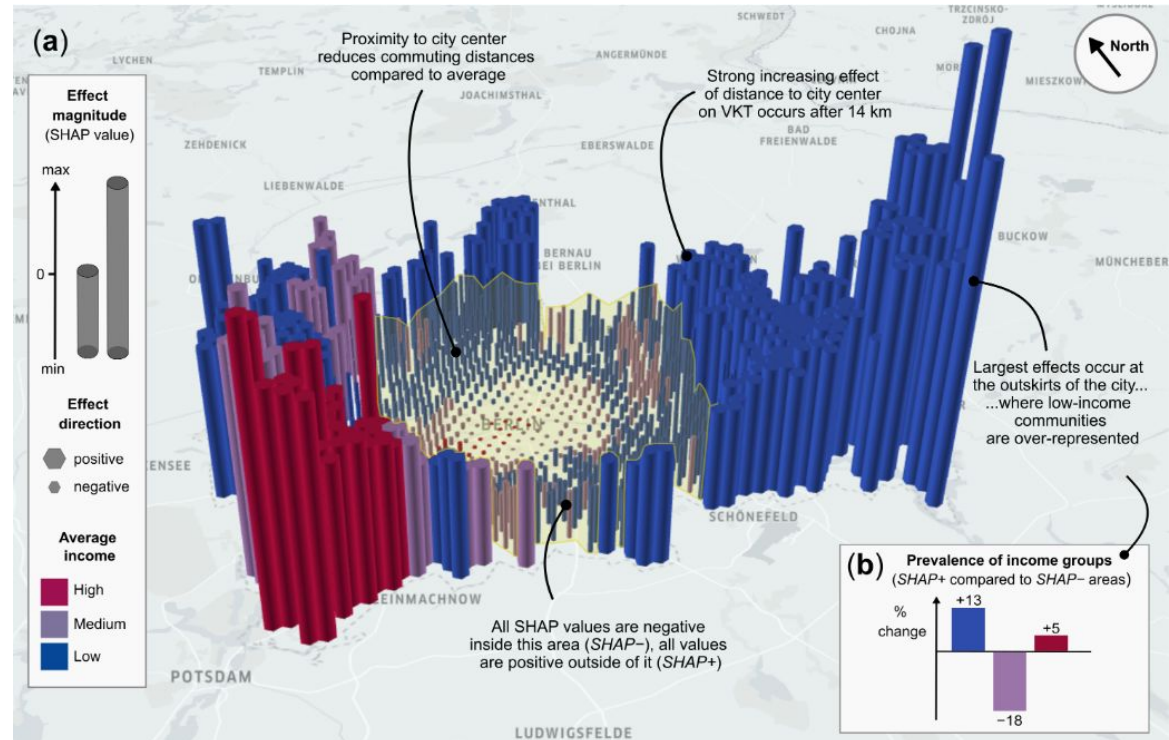 (a)
Effect
magnitude
(SHAP value)
max
0
min
Effect
direction
positive
negative
Average
income
High
Medium
Low
Proximity to city center
reduces commuting distances
compared to average
Strong increasing effect
of distance to city center
on VKT occurs after 14 km
North
Largest effects occur at
the outskirts of the city...
...where low-income
communities
are over-represented
All SHAP values are negative
inside this area (SHAP−), all values
are positive outside of it (SHAP+)
(b) Prevalence of income groups
(SHAP+ compared to SHAP− areas)
%
change
+13
−18
+5
LYCHEN
TEMPLIN
ANGERMÜNDE
SCHWEDT
TRZCIŃSKO-
ZDRÓJ
CHOJNA
MIESZKOW
JOACHIMSTHAL
ZEHDENICK
EBERSWALDE
BAD
FREIENWALDE
LIEBENWALDE
BERNAU
BEI BERLIN
BUCKOW
MÜNCHEBER
BERLIN
SCHÖNEFELD
EINMACHNOW
POTSDAM
LUDWIGSFELDE